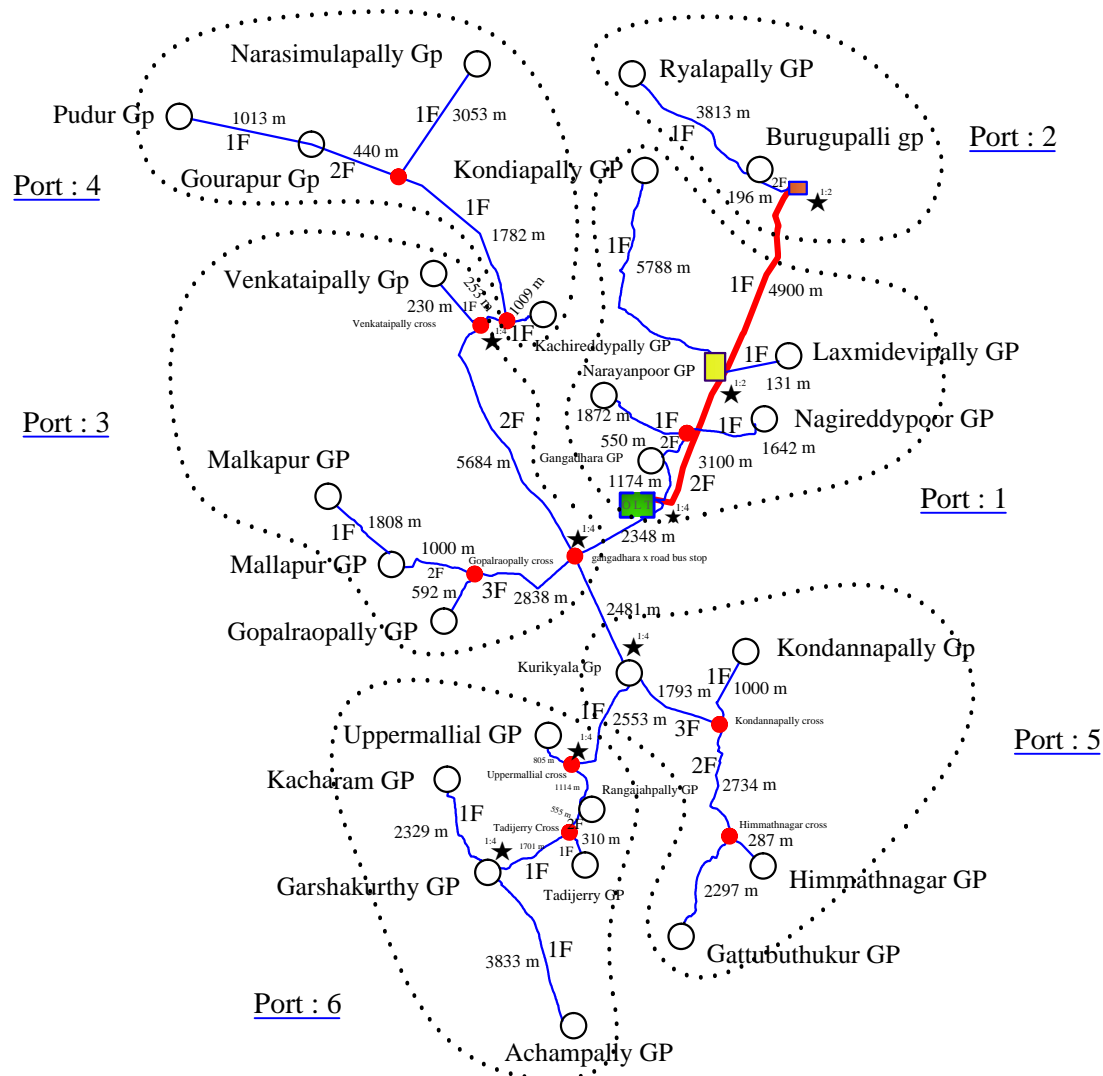 Narasimulapally Gp
Ryalapally GP
Pudur Gp
1013 m
1F
1F
3053 m
3813 m
1F
Burugupalli gp
Port : 2
440 m
2F
Gourapur Gp
Kondiapally GP
2F
196 m
1:2
Port : 4
1F
1782 m
1F
5788 m
1F
4900 m
Venkataipally Gp
253 m
1009 m
230 m
1F
1F
Venkataipally cross
1:4
Kachireddypally GP
1F
Laxmidevipally GP
Narayanpoor GP
131 m
1:2
Port : 3
2F
1872 m
1F
1F
Nagireddypoor GP
550 m
2F
1642 m
5684 m
Gangadhara GP
3100 m
Malkapur GP
1174 m
2F
Port : 1
O L T
1:4
1808 m
1F
1:4
2348 m
1000 m
Gopalraopally cross
gangadhara x road bus stop
Mallapur GP
2F
592 m
3F
2838 m
2481 m
Gopalraopally GP
1:4
Kondannapally Gp
Kurikyala Gp
1F
1793 m
1000 m
1F
2553 m
3F
Kondannapally cross
Uppermallial GP
1:4
Port : 5
805 m
2F
Kacharam GP
Uppermallial cross
1114 m
2734 m
Rangaiahpally GP
1F
555 m
2F
2329 m
Tadijerry Cross
310 m
Himmathnagar cross
1:4
1701 m
1F
287 m
1F
Garshakurthy GP
Tadijerry GP
2297 m
Himmathnagar GP
1F
Gattubuthukur GP
3833 m
Port : 6
Achampally GP